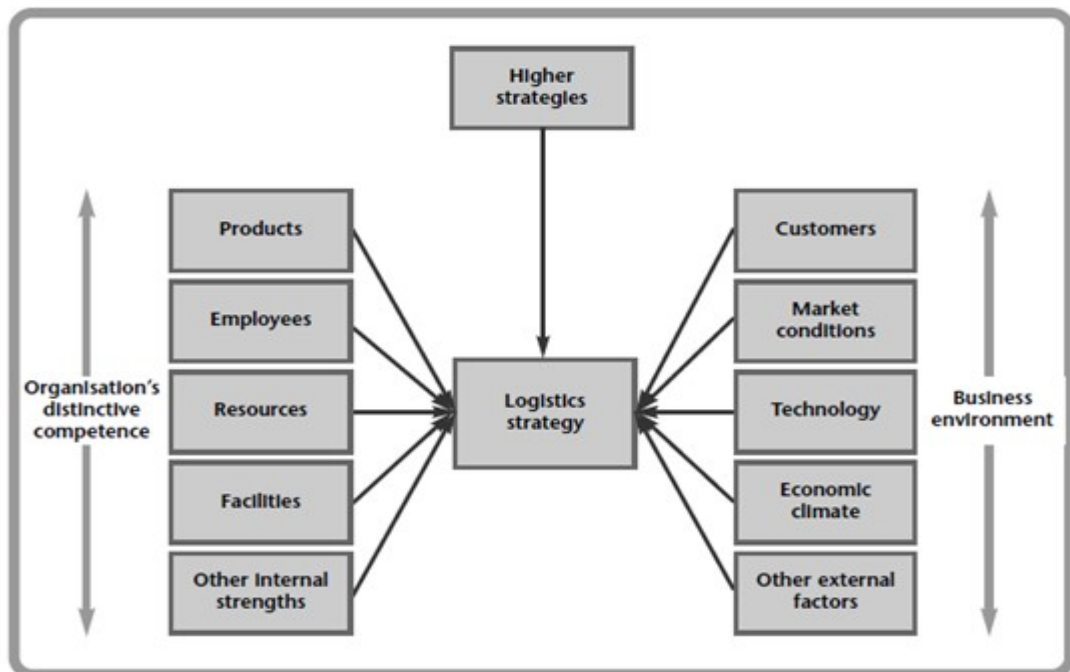 Higher
strategies
Products
Employees
Resources
Facilities
Other internal
strengths
Organisation's
distinctive
competence
Logistics
strategy
Customers
Market
conditions
Technology
Economic
climate
Other external
factors
Business
environment